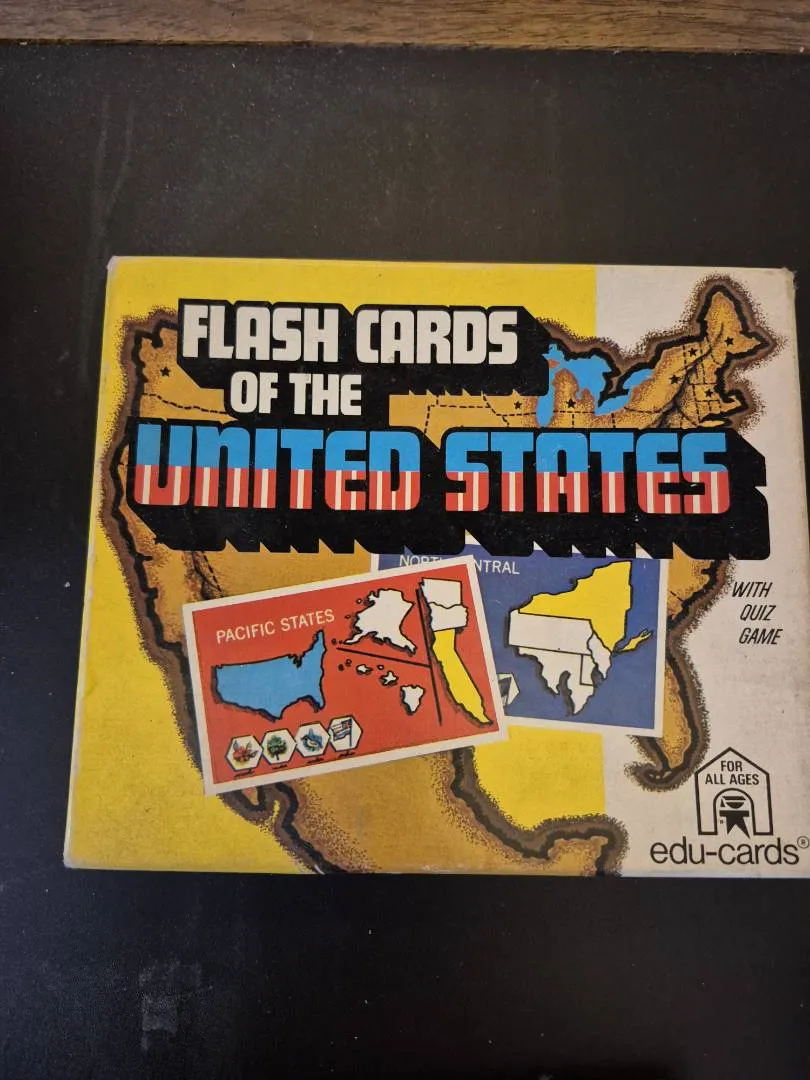 FLASH CARDS
OF THE
UNITED STATES
NORTH CENTRAL
PACIFIC STATES
WITH
QUIZ
GAME
FOR
ALL AGES
edu-cards®